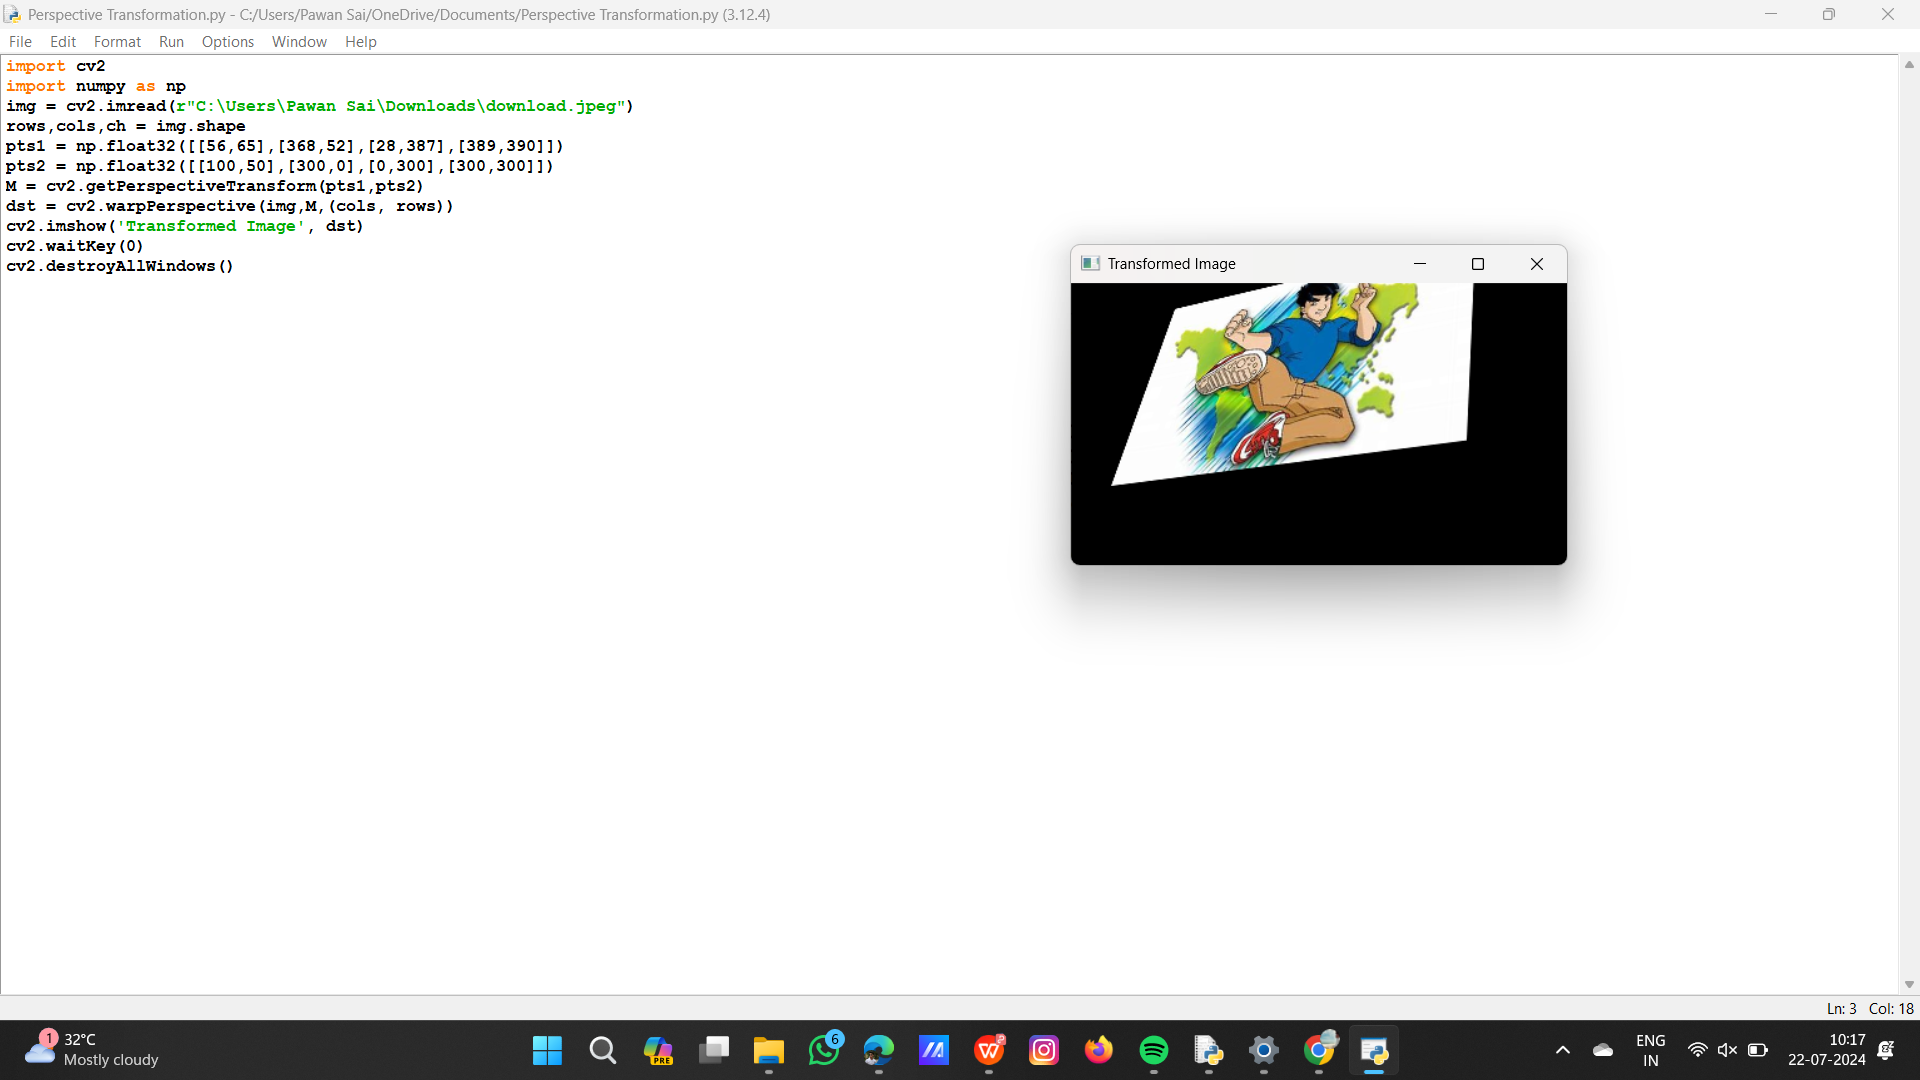 Perspective Transformation.py - C:/Users/Pawan Sai/OneDrive/Documents/Perspective Transformation.py (3.12.4)
File Edit Format Run Options Window Help
import cv2
import numpy as np
img = cv2.imread(r"C:\Users\Pawan Sai\Downloads\download.jpeg")
rows,cols,ch = img.shape
pts1 = np.float32([[56,65],[368,52],[28,387],[389,390]])
pts2 = np.float32([[100,50],[300,0],[0,300],[300,300]])
M = cv2.getPerspectiveTransform(pts1,pts2)
dst = cv2.warpPerspective(img,M,(cols, rows))
cv2.imshow('Transformed Image', dst)
cv2.waitKey(0)
cv2.destroyAllWindows()
Transformed Image
Ln: 3 Col: 18
1
32°C
Mostly cloudy
PRE
6
ENG
IN
10:17
22-07-2024